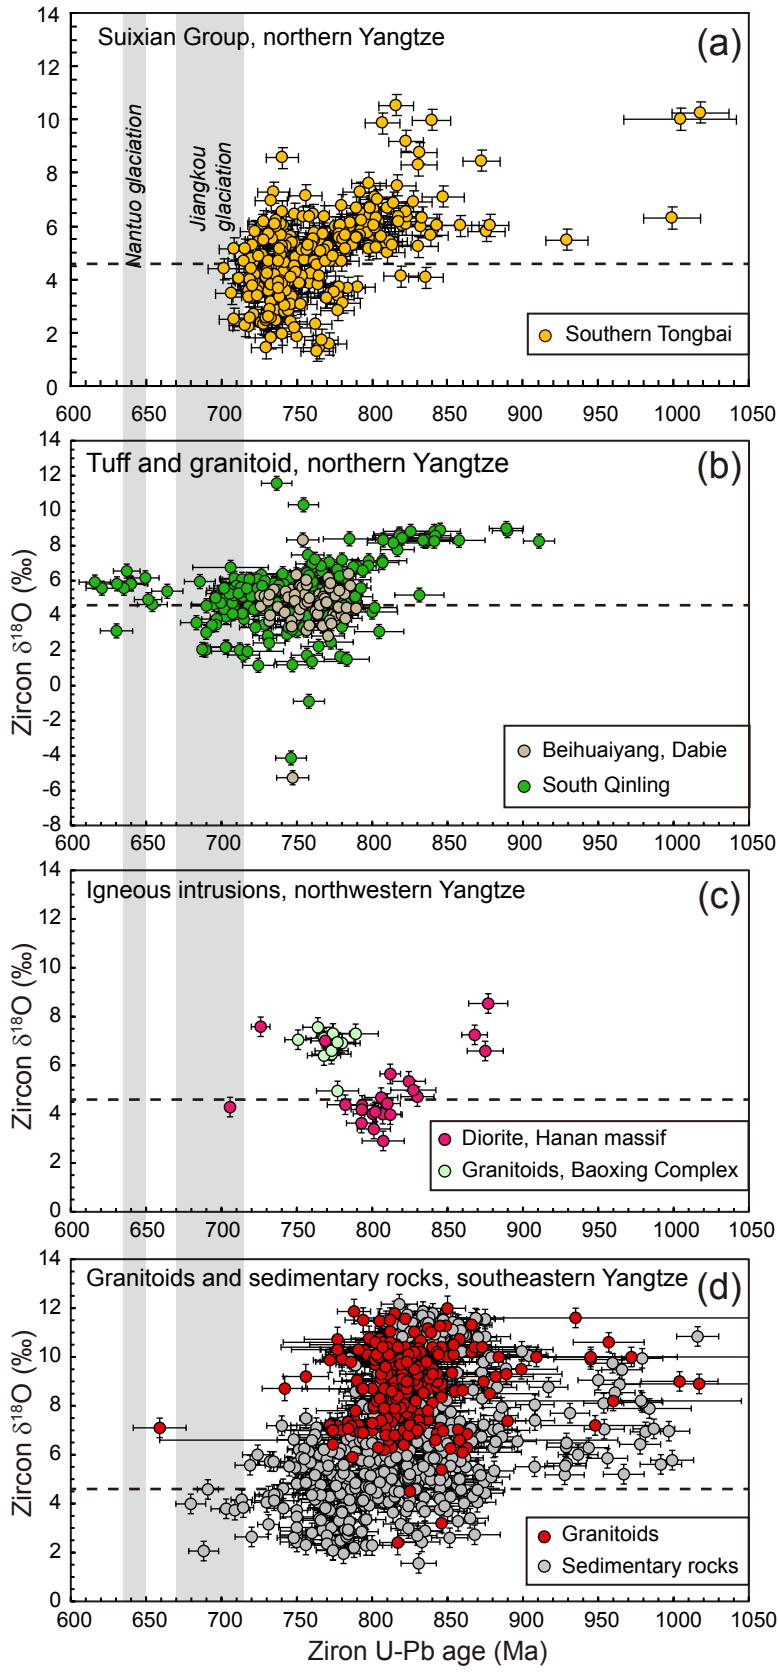 Suixian Group, northern Yangtze
(a)
Nantuo glaciation
Jiangkou
glaciation
Southern Tongbai
14
12
10
8
6
4
2
0
600 650 700 750 800 850 900 950 1000 1050
Tuff and granitoid, northern Yangtze
(b)
Zircon δ¹⁸O (‰)
Beihuaiyang, Dabie
South Qinling
14
12
10
8
6
4
2
0
-2
-4
-6
-8
600 650 700 750 800 850 900 950 1000 1050
Igneous intrusions, northwestern Yangtze
(c)
Zircon δ¹⁸O (‰)
Diorite, Hanan massif
Granitoids, Baoxing Complex
14
12
10
8
6
4
2
0
600 650 700 750 800 850 900 950 1000 1050
Granitoids and sedimentary rocks, southeastern Yangtze
(d)
Zircon δ¹⁸O (‰)
Granitoids
Sedimentary rocks
14
12
10
8
6
4
2
0
600 650 700 750 800 850 900 950 1000 1050
Ziron U-Pb age (Ma)